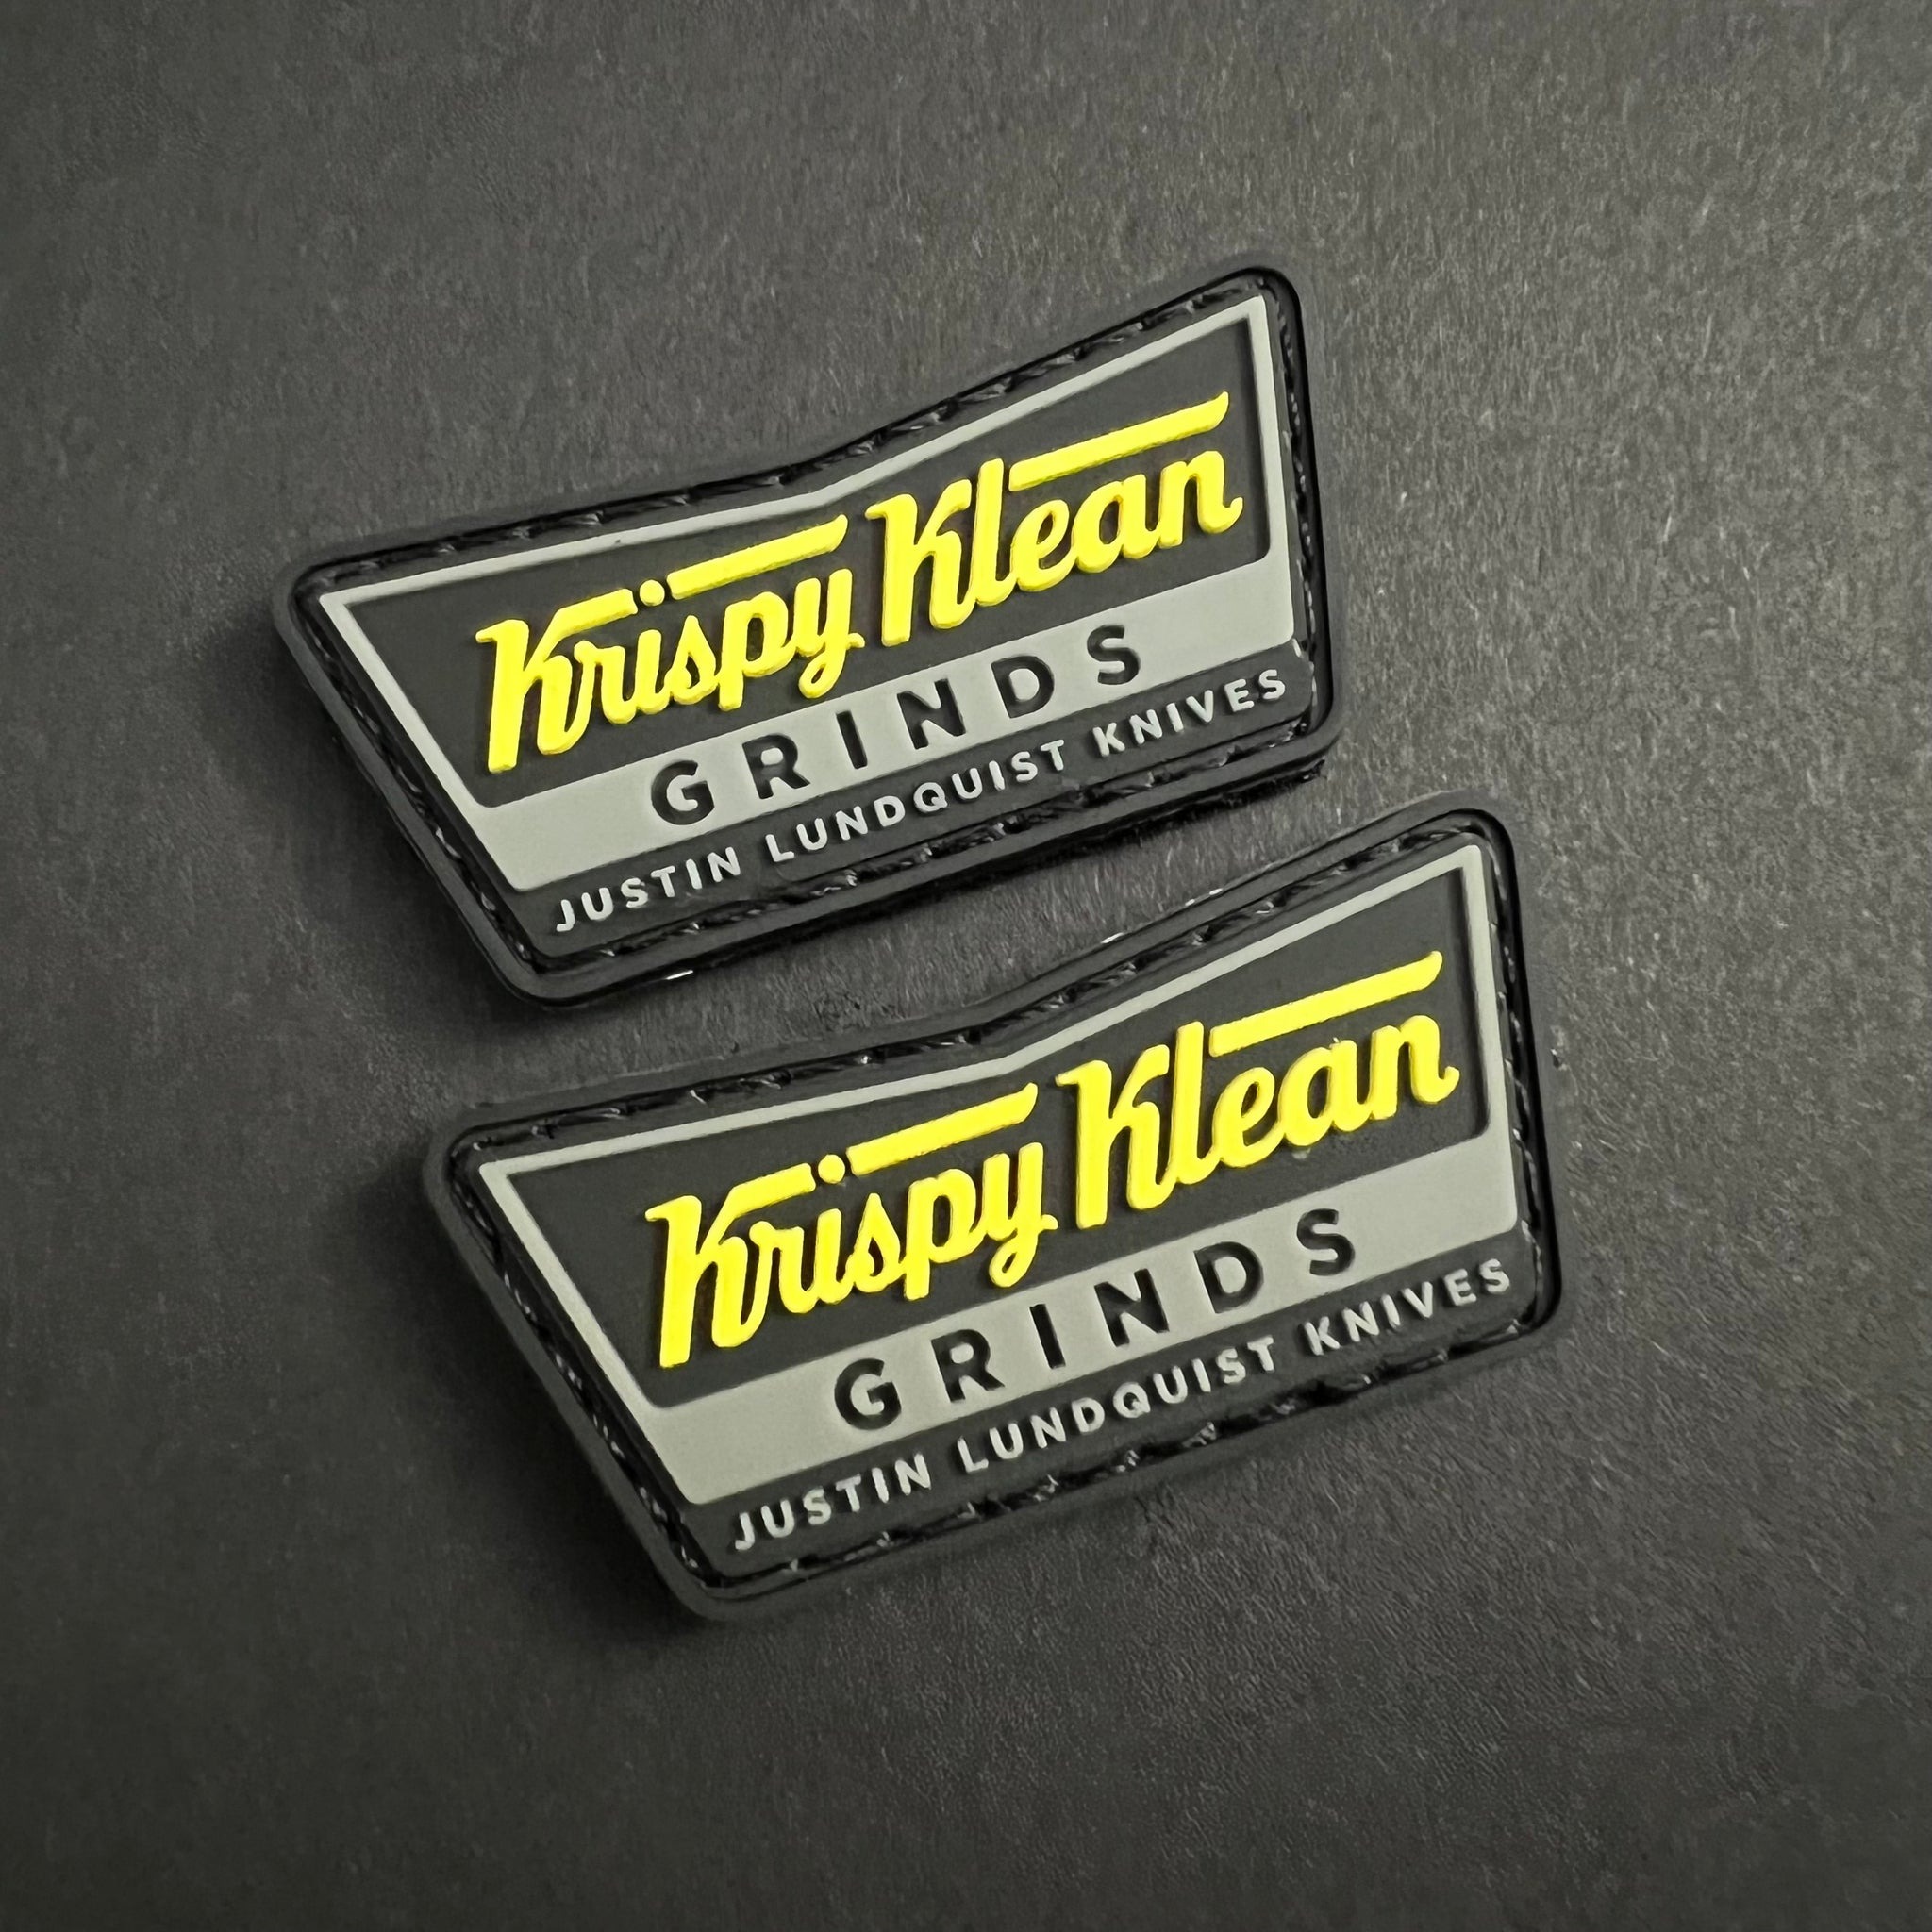 Krispy Klean
GRINDS
JUSTIN LUNDQUIST KNIVES
Krispy Klean
GRINDS
JUSTIN LUNDQUIST KNIVES